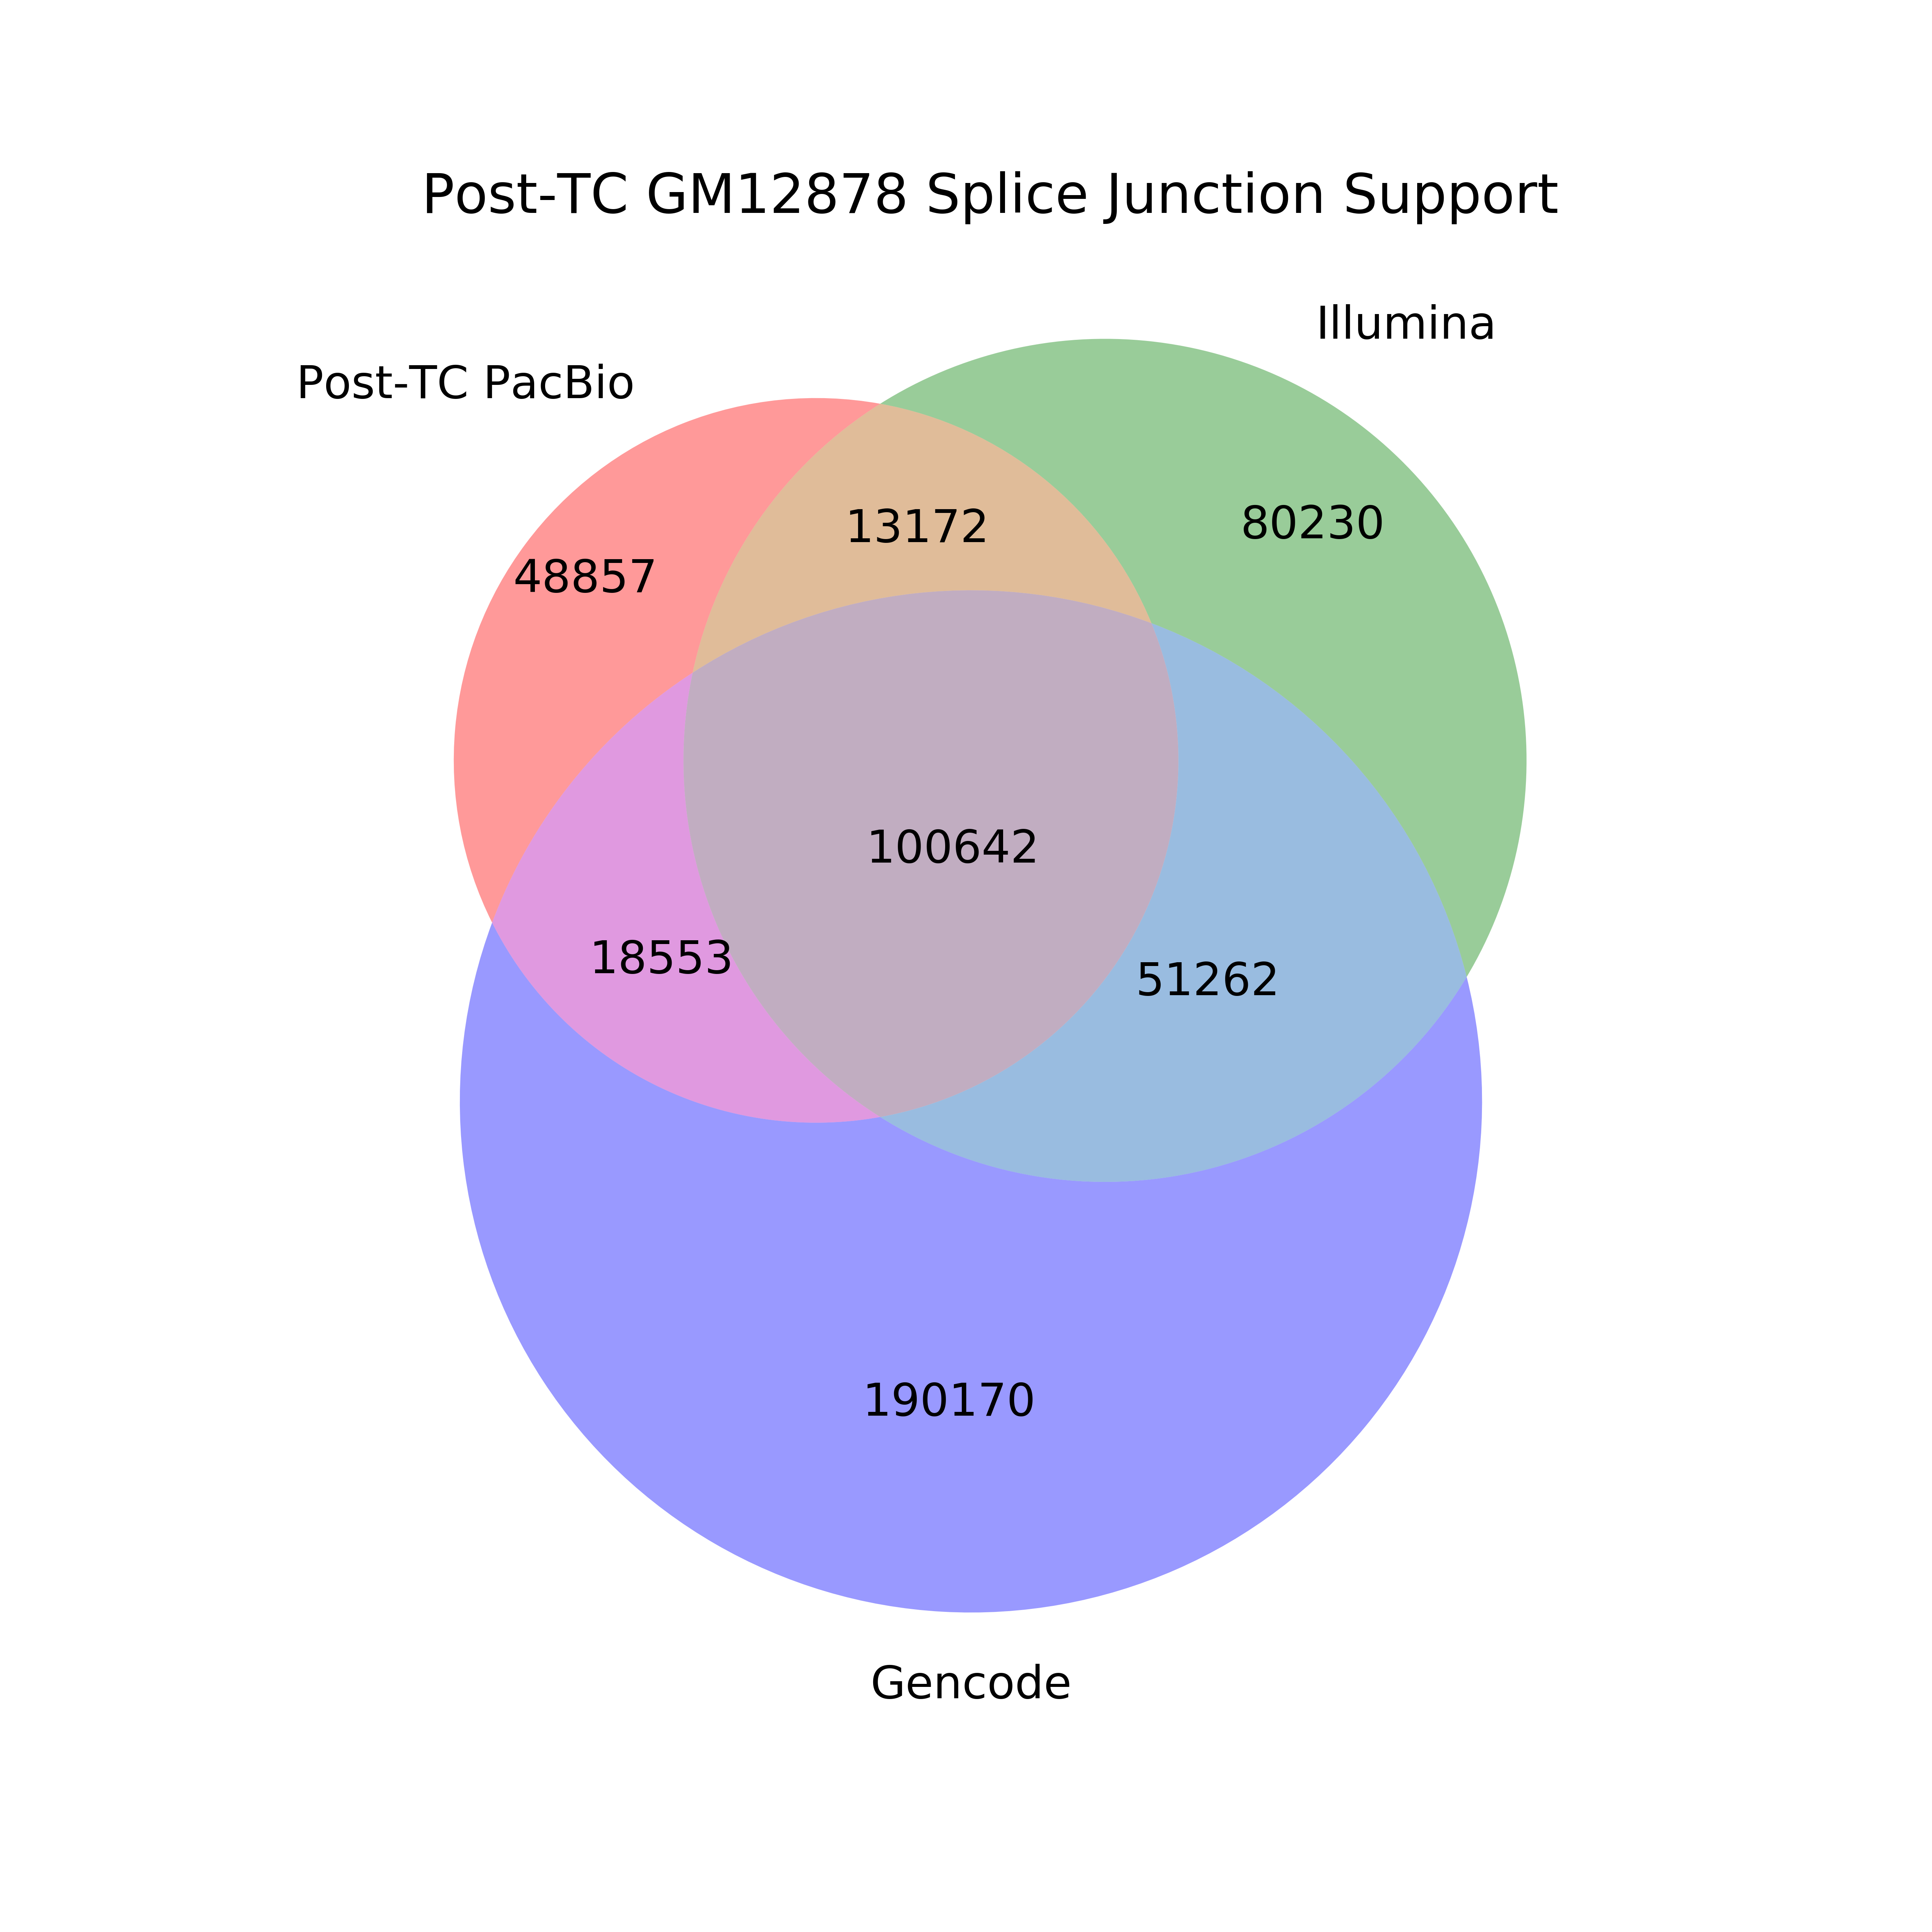 Post-TC GM12878 Splice Junction Support
Illumina
Post-TC PacBio
13172
80230
48857
100642
18553
51262
190170
Gencode